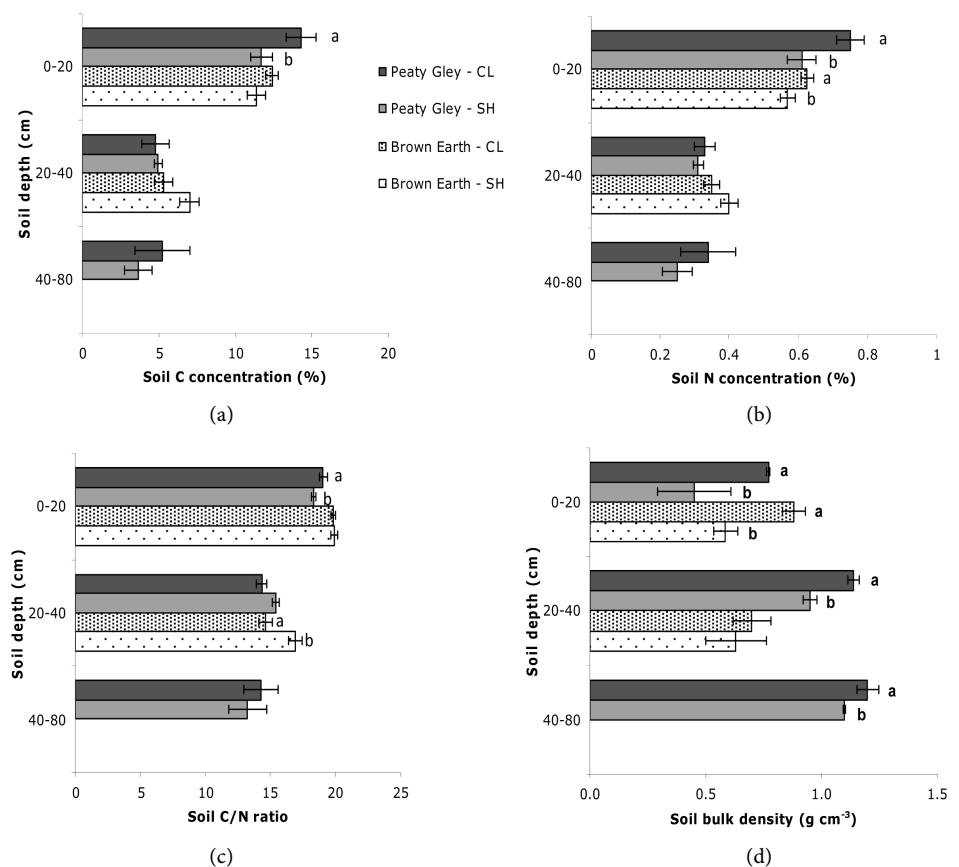 a
b
0-20
20-40
40-80
Soil depth (cm)
0 5 10 15 20
Soil C concentration (%)
(a)
Peaty Gley - CL
Peaty Gley - SH
Brown Earth - CL
Brown Earth - SH
a
b
a
b
0-20
20-40
40-80
Soil depth (cm)
0 0.2 0.4 0.6 0.8 1
Soil N concentration (%)
(b)
a
b
0-20
20-40
a
b
40-80
Soil depth (cm)
0 5 10 15 20 25
Soil C/N ratio
(c)
a
b
a
b
0-20
a
b
20-40
a
b
40-80
Soil depth (cm)
0 0.5 1.0 1.5
Soil bulk density (g cm⁻³)
(d)